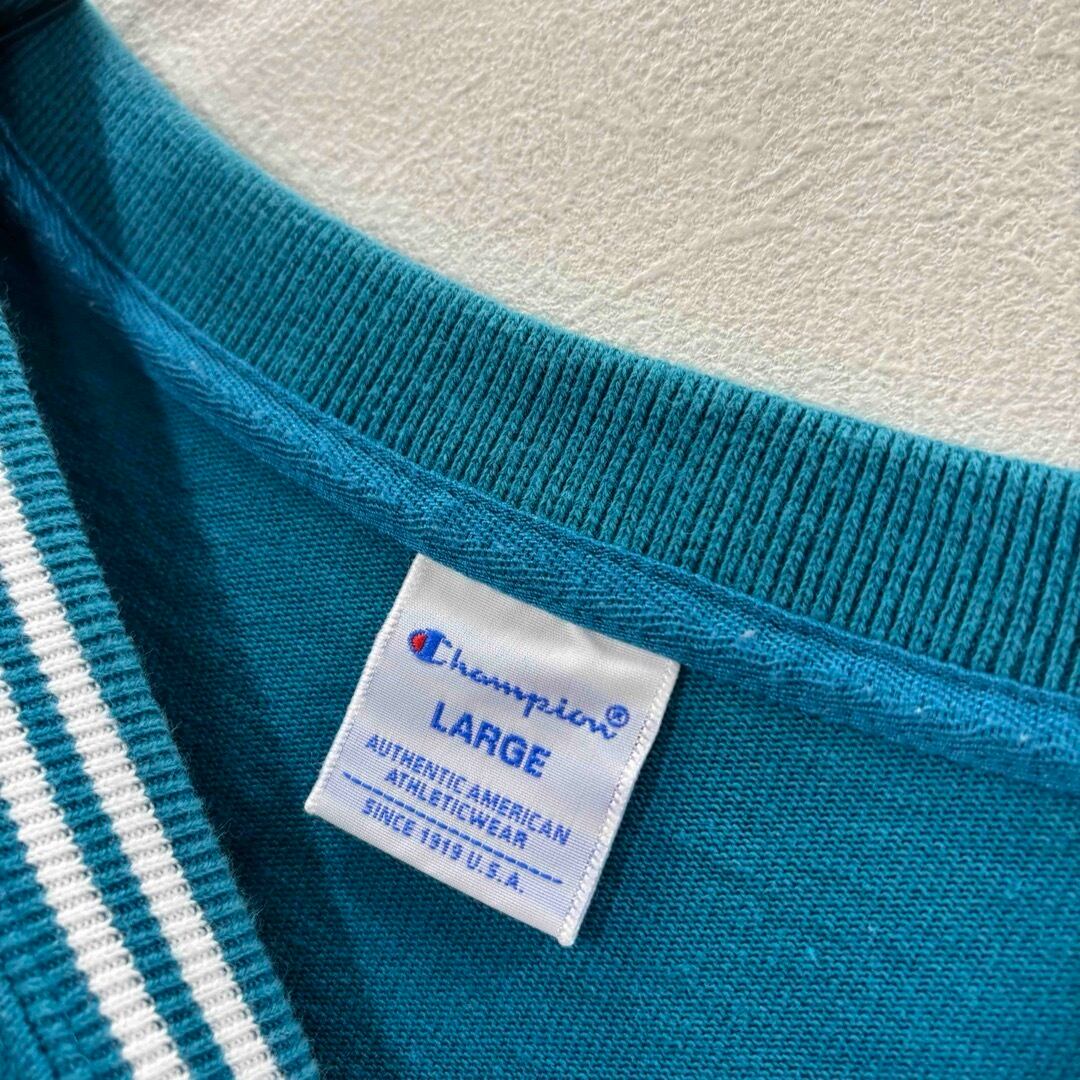 Champion®
LARGE
AUTHENTIC AMERICAN
ATHLETICWEAR
SINCE 1919 U.S.A.